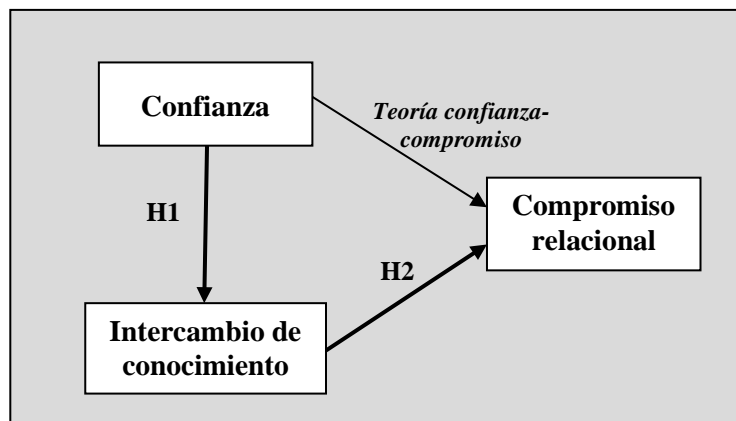 Confianza
Teoría confianza-
compromiso
Compromiso
relacional
H1
H2
Intercambio de
conocimiento